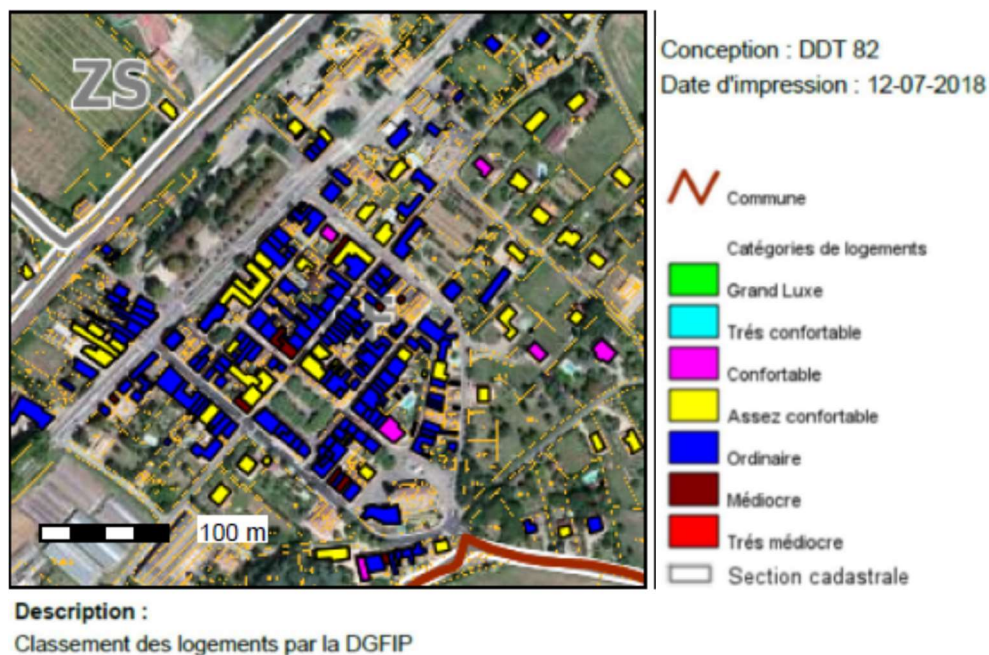 ZS
100 m
Conception : DDT 82
Date d'impression : 12-07-2018
Commune
Catégories de logements
Grand Luxe
Trés confortable
Confortable
Assez confortable
Ordinaire
Médiocre
Trés médiocre
Section cadastrale
Description :
Classement des logements par la DGFIP